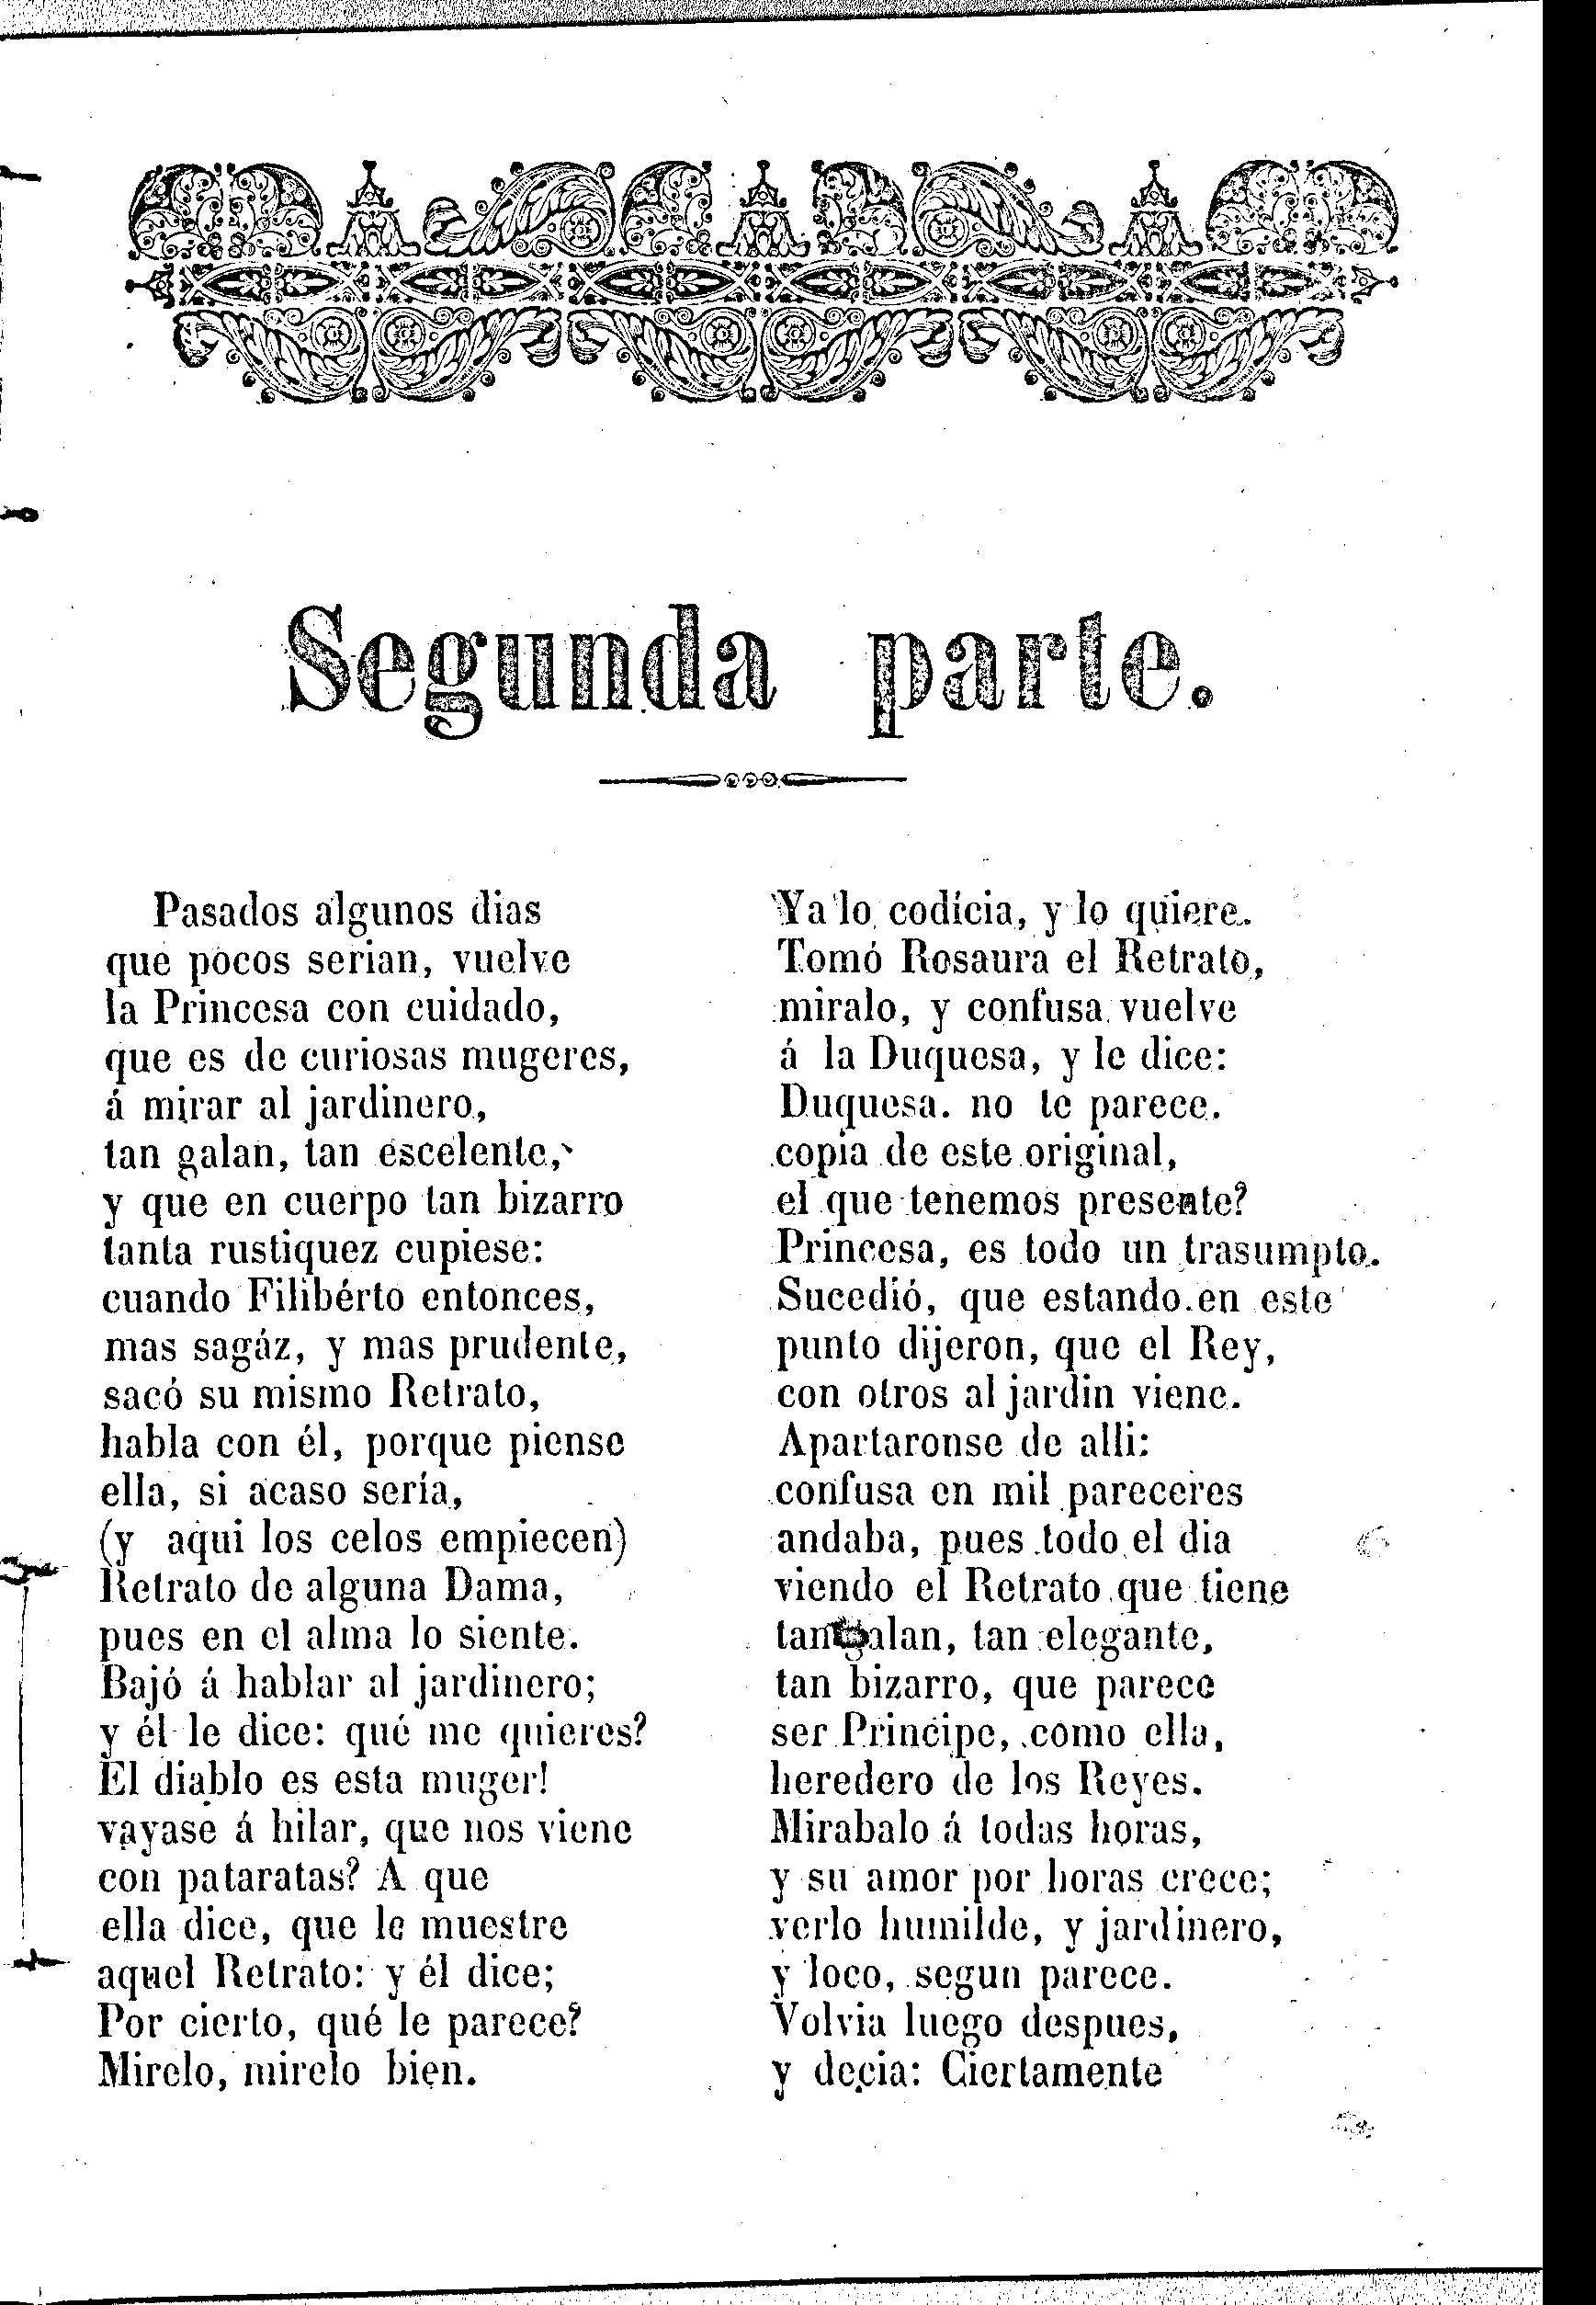 Segunda parte.
Pasados algunos dias
que pocos serian, vuelve
la Princesa con cuidado,
que es de curiosas mugeres,
á mirar al jardinero,
tan galan, tan escelente,
y que en cuerpo tan bizarro
tanta rustiquez cupiese:
cuando Filibérto entonces,
mas sagáz, y mas prudente,
sacó su mismo Retrato,
habla con él, porque piense
ella, si acaso sería,
(y aqui los celos empiecen)
Retrato de alguna Dama,
pues en el alma lo siente.
Bajó á hablar al jardinero;
y él le dice: qué me quieres?
El diablo es esta muger!
vayase á hilar, que nos viene
con pataratas? A que
ella dice, que le muestre
aquel Retrato: y él dice;
Por cierto, qué le parece?
Mirelo, mirelo bien.
Ya lo codicia, y lo quiere.
Tomó Rosaura el Retrato,
miralo, y confusa vuelve
á la Duquesa, y le dice:
Duquesa. no te parece.
copia de este original,
el que tenemos presente?
Princesa, es todo un trasumpto.
Sucedió, que estando en este
punto dijeron, que el Rey,
con otros al jardin viene.
Apartaronse de alli:
confusa en mil pareceres
andaba, pues todo el dia
viendo el Retrato que tiene
tan galan, tan elegante,
tan bizarro, que parece
ser Principe, como ella,
heredero de los Reyes.
Mirabalo á todas horas,
y su amor por horas crece;
verlo humilde, y jardinero,
y loco, segun parece.
Volvia luego despues,
y decia: Ciertamente